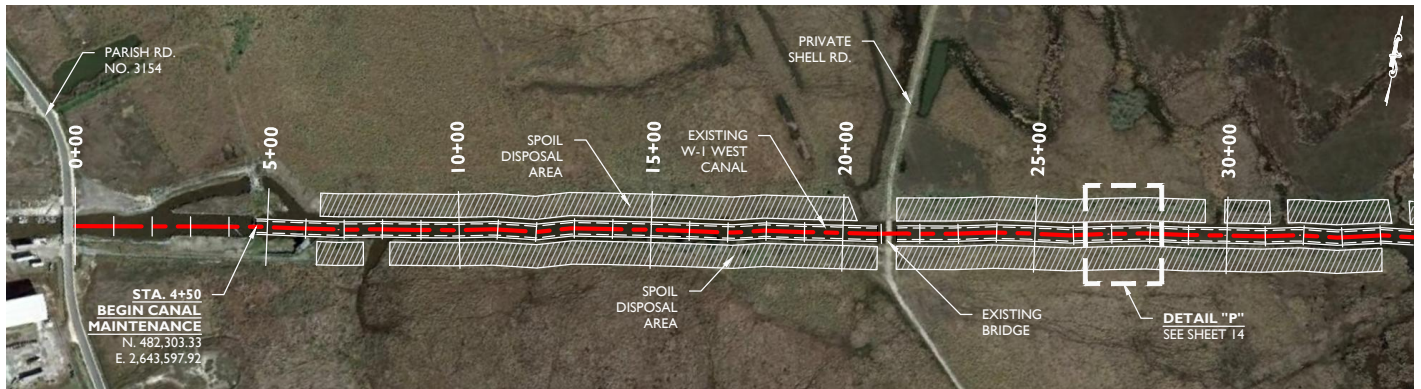 PARISH RD.
NO. 3154
0+00
5+00
10+00
SPOIL
DISPOSAL
AREA
15+00
EXISTING
W-1 WEST
CANAL
20+00
PRIVATE
SHELL RD.
25+00
30+00
STA. 4+50
BEGIN CANAL
MAINTENANCE
N. 482,303.33
E. 2,643,597.92
SPOIL
DISPOSAL
AREA
EXISTING
BRIDGE
DETAIL "P"
SEE SHEET 14